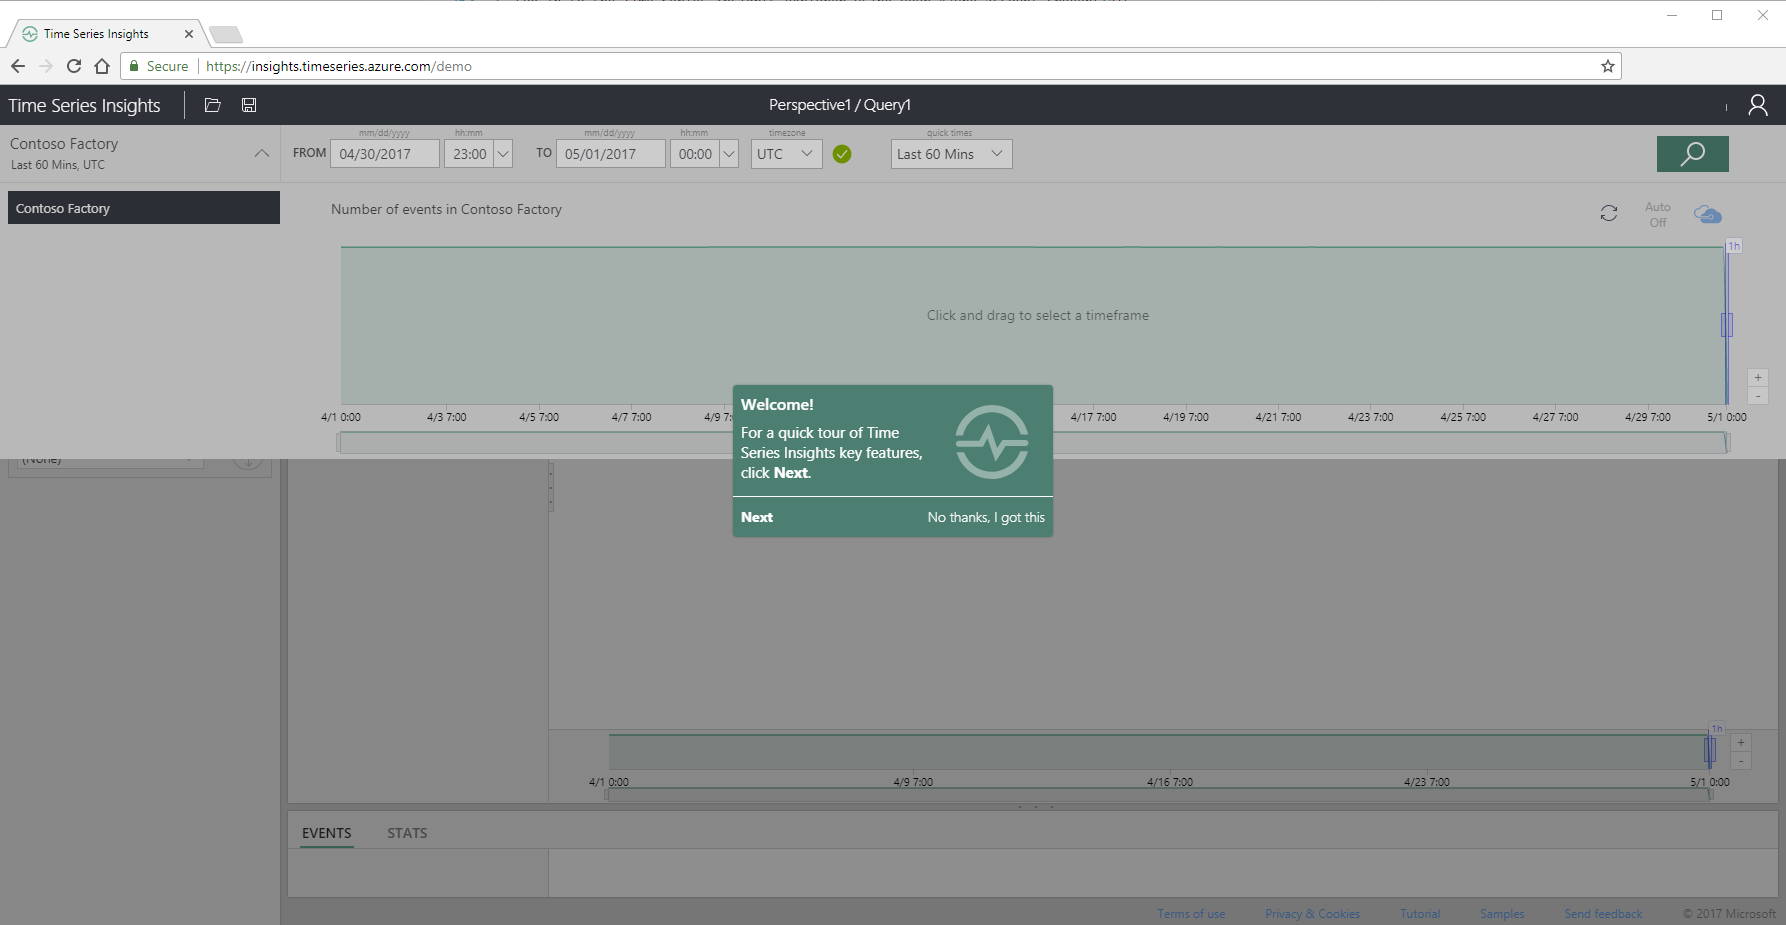 Time Series Insights
Secure
https://insights.timeseries.azure.com/demo
Time Series Insights
Perspective1 / Query1
Contoso Factory
Last 60 Mins, UTC
mm/dd/yyyy hh:mm mm/dd/yyyy hh:mm timezone quick times
FROM 04/30/2017 23:00 TO 05/01/2017 00:00 UTC Last 60 Mins
Contoso Factory
Number of events in Contoso Factory
Auto
Off
1h
Click and drag to select a timeframe
+
-
4/1 0:00 4/3 7:00 4/5 7:00 4/7 7:00 4/9 7: 4/17 7:00 4/19 7:00 4/21 7:00 4/23 7:00 4/25 7:00 4/27 7:00 4/29 7:00 5/1 0:00
(None)
Welcome!
For a quick tour of Time
Series Insights key features,
click Next.
Next No thanks, I got this
1h
+
-
4/1 0:00 4/9 7:00 4/16 7:00 4/23 7:00 5/1 0:00
EVENTS STATS
Terms of use Privacy & Cookies Tutorial Samples Send feedback © 2017 Microsoft